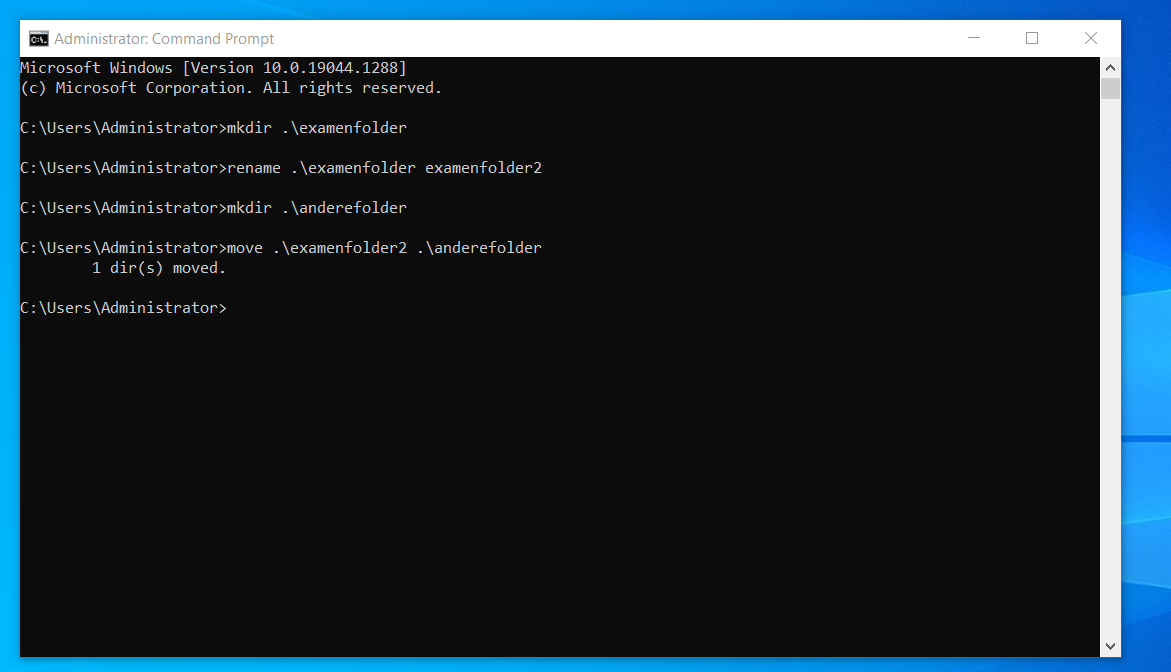 Administrator: Command Prompt
Microsoft Windows [Version 10.0.19044.1288]
(c) Microsoft Corporation. All rights reserved.
C:\Users\Administrator>mkdir .\examenfolder
C:\Users\Administrator>rename .\examenfolder examenfolder2
C:\Users\Administrator>mkdir .\anderefolder
C:\Users\Administrator>move .\examenfolder2 .\anderefolder
        1 dir(s) moved.
C:\Users\Administrator>